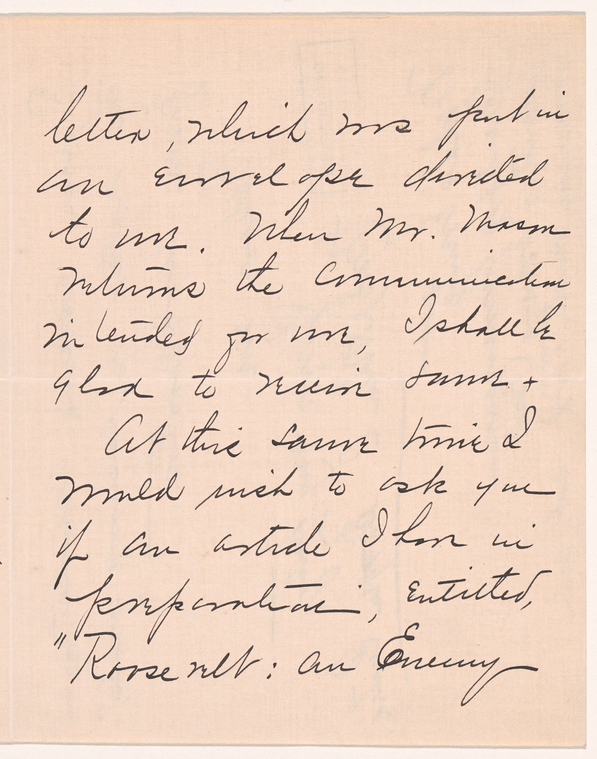 letter, which was put in
an envelope directed
to me. When Mr. Mason
returns the communication
intended for me, I shall be
glad to receive same +
At this same time I
would wish to ask you
if an article I have in
preparation, entitled,
"Roosevelt: an Enemy